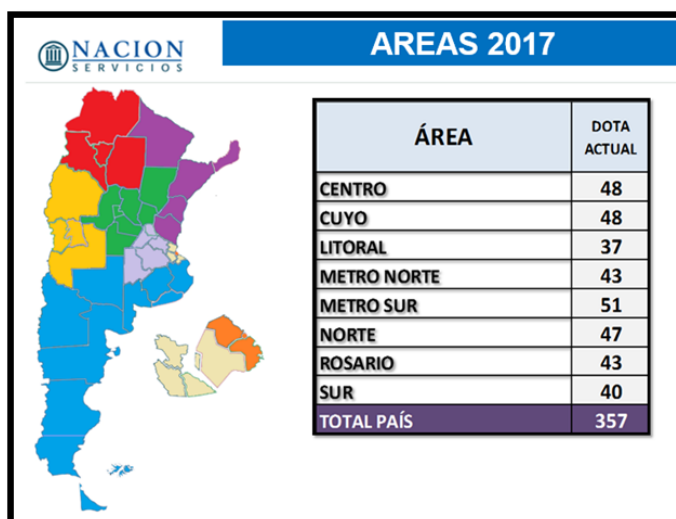 NACION
SERVICIOS
AREAS 2017
ÁREA DOTA ACTUAL
CENTRO 48
CUYO 48
LITORAL 37
METRO NORTE 43
METRO SUR 51
NORTE 47
ROSARIO 43
SUR 40
TOTAL PAÍS 357